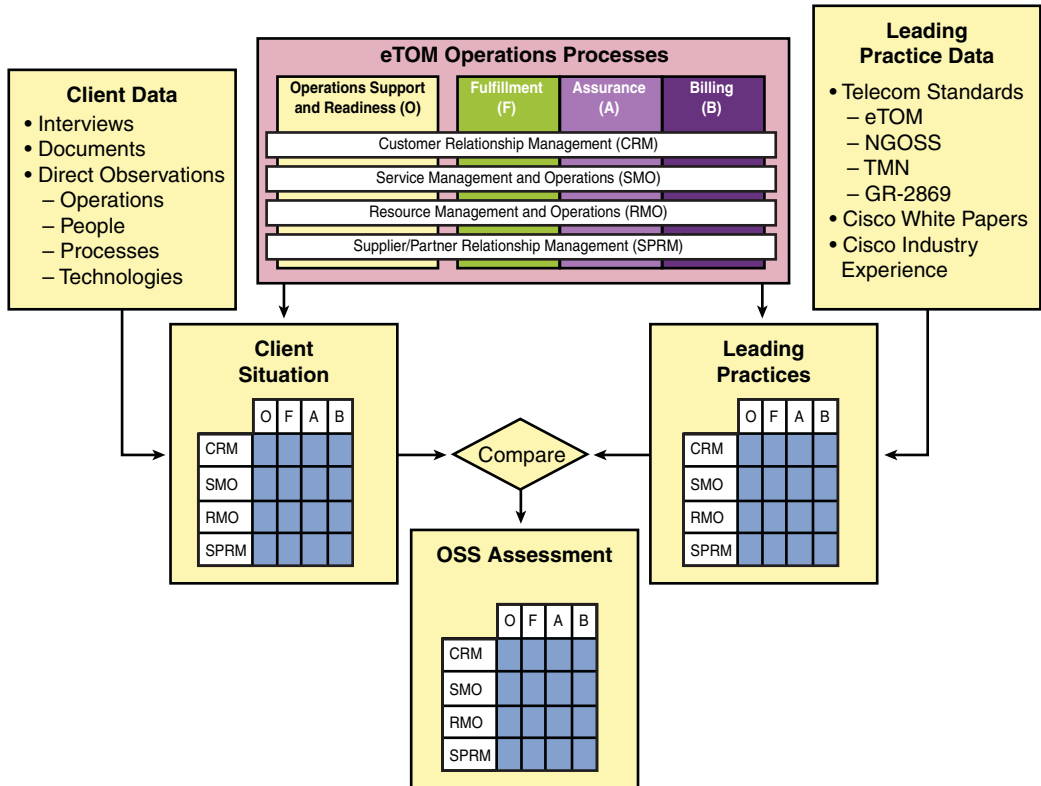 Client Data
• Interviews
• Documents
• Direct Observations
– Operations
– People
– Processes
– Technologies
eTOM Operations Processes
Operations Support
and Readiness (O)
Fulfillment
(F)
Assurance
(A)
Billing
(B)
Customer Relationship Management (CRM)
Service Management and Operations (SMO)
Resource Management and Operations (RMO)
Supplier/Partner Relationship Management (SPRM)
Leading
Practice Data
• Telecom Standards
– eTOM
– NGOSS
– TMN
– GR-2869
• Cisco White Papers
• Cisco Industry
Experience
Client
Situation
O F A B
CRM
SMO
RMO
SPRM
Compare
Leading
Practices
O F A B
CRM
SMO
RMO
SPRM
OSS Assessment
O F A B
CRM
SMO
RMO
SPRM